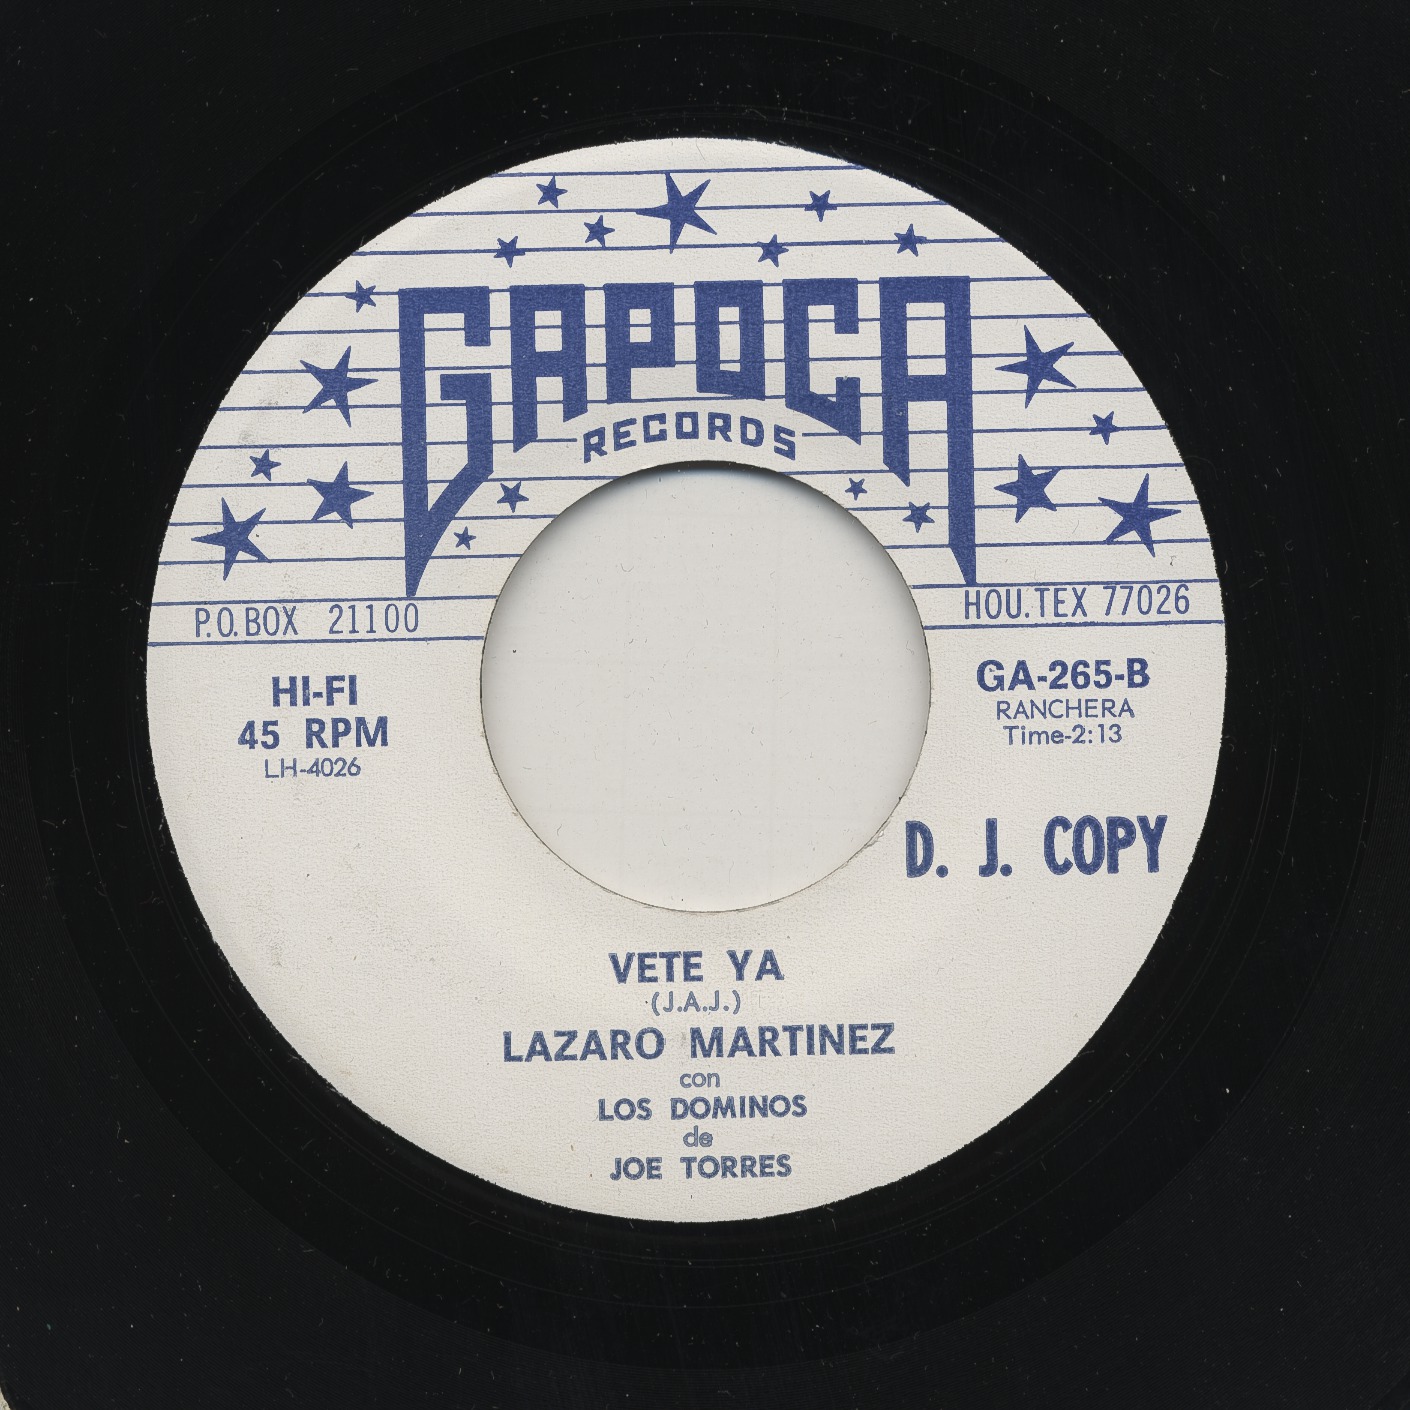 GAPOCA
RECORDS
P.O.BOX 21100
HOU.TEX 77026
HI-FI
45 RPM
LH-4026
GA-265-B
RANCHERA
Time-2:13
D. J. COPY
VETE YA
(J.A.J.)
LAZARO MARTINEZ
con
LOS DOMINOS
de
JOE TORRES